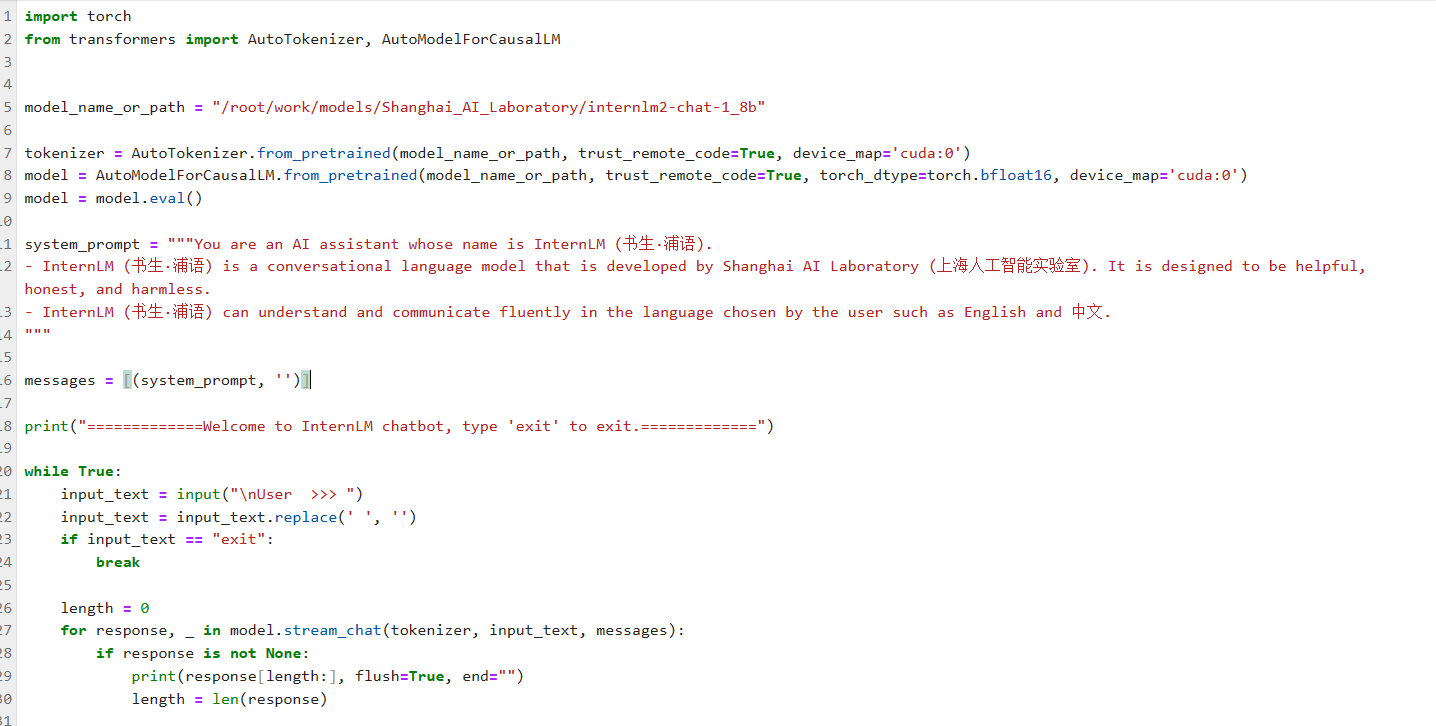 1 import torch
2 from transformers import AutoTokenizer, AutoModelForCausalLM
3
4
5 model_name_or_path = "/root/work/models/Shanghai_AI_Laboratory/internlm2-chat-1_8b"
6
7 tokenizer = AutoTokenizer.from_pretrained(model_name_or_path, trust_remote_code=True, device_map='cuda:0')
8 model = AutoModelForCausalLM.from_pretrained(model_name_or_path, trust_remote_code=True, torch_dtype=torch.bfloat16, device_map='cuda:0')
9 model = model.eval()
10
11 system_prompt = """You are an AI assistant whose name is InternLM (书生·浦语).
12 - InternLM (书生·浦语) is a conversational language model that is developed by Shanghai AI Laboratory (上海人工智能实验室). It is designed to be helpful,
honest, and harmless.
13 - InternLM (书生·浦语) can understand and communicate fluently in the language chosen by the user such as English and 中文.
14 """
15
16 messages = [(system_prompt, '')]
17
18 print("=============Welcome to InternLM chatbot, type 'exit' to exit.=============")
19
20 while True:
21     input_text = input("\nUser  >>> ")
22     input_text = input_text.replace(' ', '')
23     if input_text == "exit":
24         break
25
26     length = 0
27     for response, _ in model.stream_chat(tokenizer, input_text, messages):
28         if response is not None:
29             print(response[length:], flush=True, end="")
30             length = len(response)
31